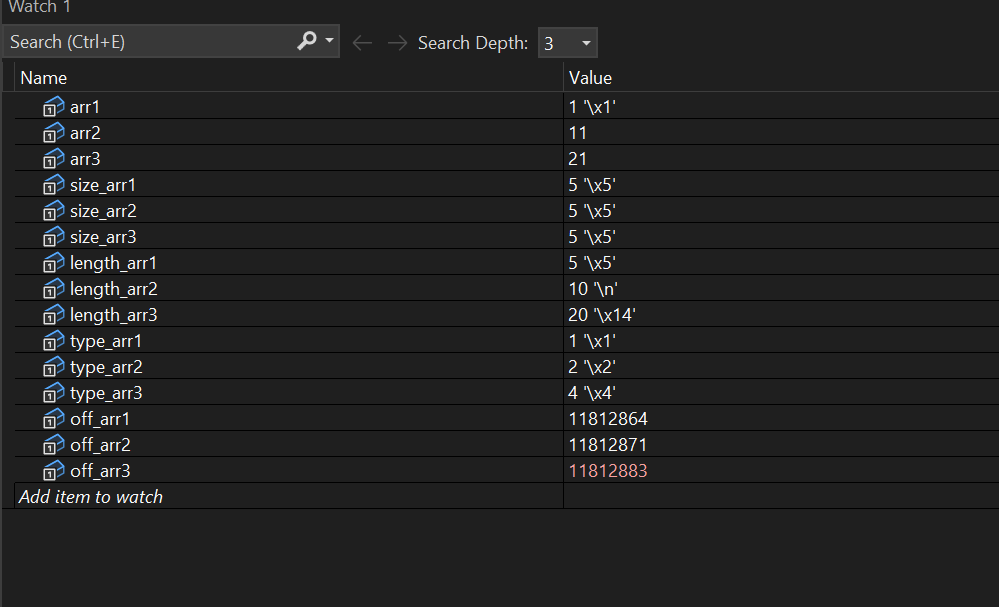 Watch 1
Search (Ctrl+E) Search Depth: 3
Name Value
arr1 1 '\x1'
arr2 11
arr3 21
size_arr1 5 '\x5'
size_arr2 5 '\x5'
size_arr3 5 '\x5'
length_arr1 5 '\x5'
length_arr2 10 '\n'
length_arr3 20 '\x14'
type_arr1 1 '\x1'
type_arr2 2 '\x2'
type_arr3 4 '\x4'
off_arr1 11812864
off_arr2 11812871
off_arr3 11812883
Add item to watch